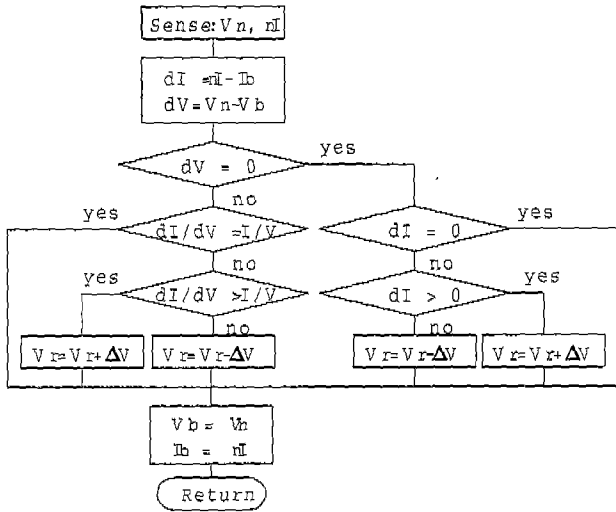 Sense: Vn, nI
dI = nI - Ib
dV = Vn - Vb
dV = 0
yes
no
yes
dI/dV = I/V
dI = 0
yes
no
no
yes
dI/dV > I/V
dI > 0
yes
no
no
Vr = Vr + ΔV
Vr = Vr - ΔV
Vr = Vr - ΔV
Vr = Vr + ΔV
Vb = Vn
Ib = nI
Return